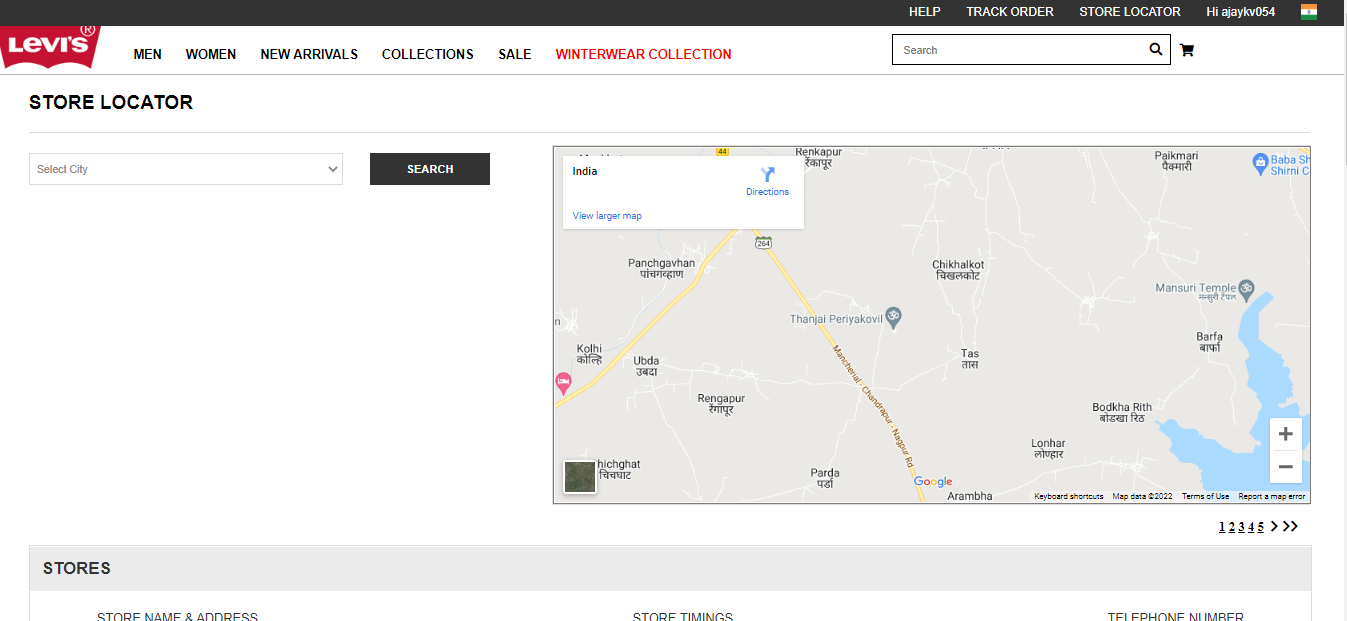 HELP TRACK ORDER STORE LOCATOR Hi ajaykv054
LEVI'S ®
MEN WOMEN NEW ARRIVALS COLLECTIONS SALE WINTERWEAR COLLECTION
Search
STORE LOCATOR
Select City
SEARCH
44
Renkapur
रेंकापूर
Paikmari
पैकमारी
Baba Sh
Shirni C
India
Directions
View larger map
264
Panchgavhan
पांचगव्हाण
Chikhalkot
चिखलकोट
Mansuri Temple
मन्सुरी टेंपल
Thanjai Periyakovil
n
Kolhi
कोल्हि
Ubda
उबदा
Tas
तास
Barfa
बार्फा
Rengapur
रेंगापूर
Mancherial - Chandrapur - Nagpur Rd
Bodkha Rith
बोडखा रिठ
Lonhar
लोण्हार
hichghat
चिचघाट
Parda
पर्डा
Google
Arambha
Keyboard shortcuts Map data ©2022 Terms of Use Report a map error
1 2 3 4 5
STORES
STORE NAME & ADDRESS STORE TIMINGS TELEPHONE NUMBER